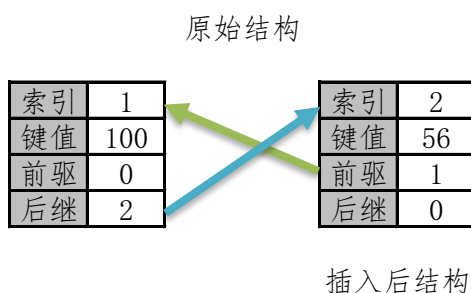 原始结构
索引 1 索引 2
键值 100 键值 56
前驱 0 前驱 1
后继 2 后继 0
插入后结构